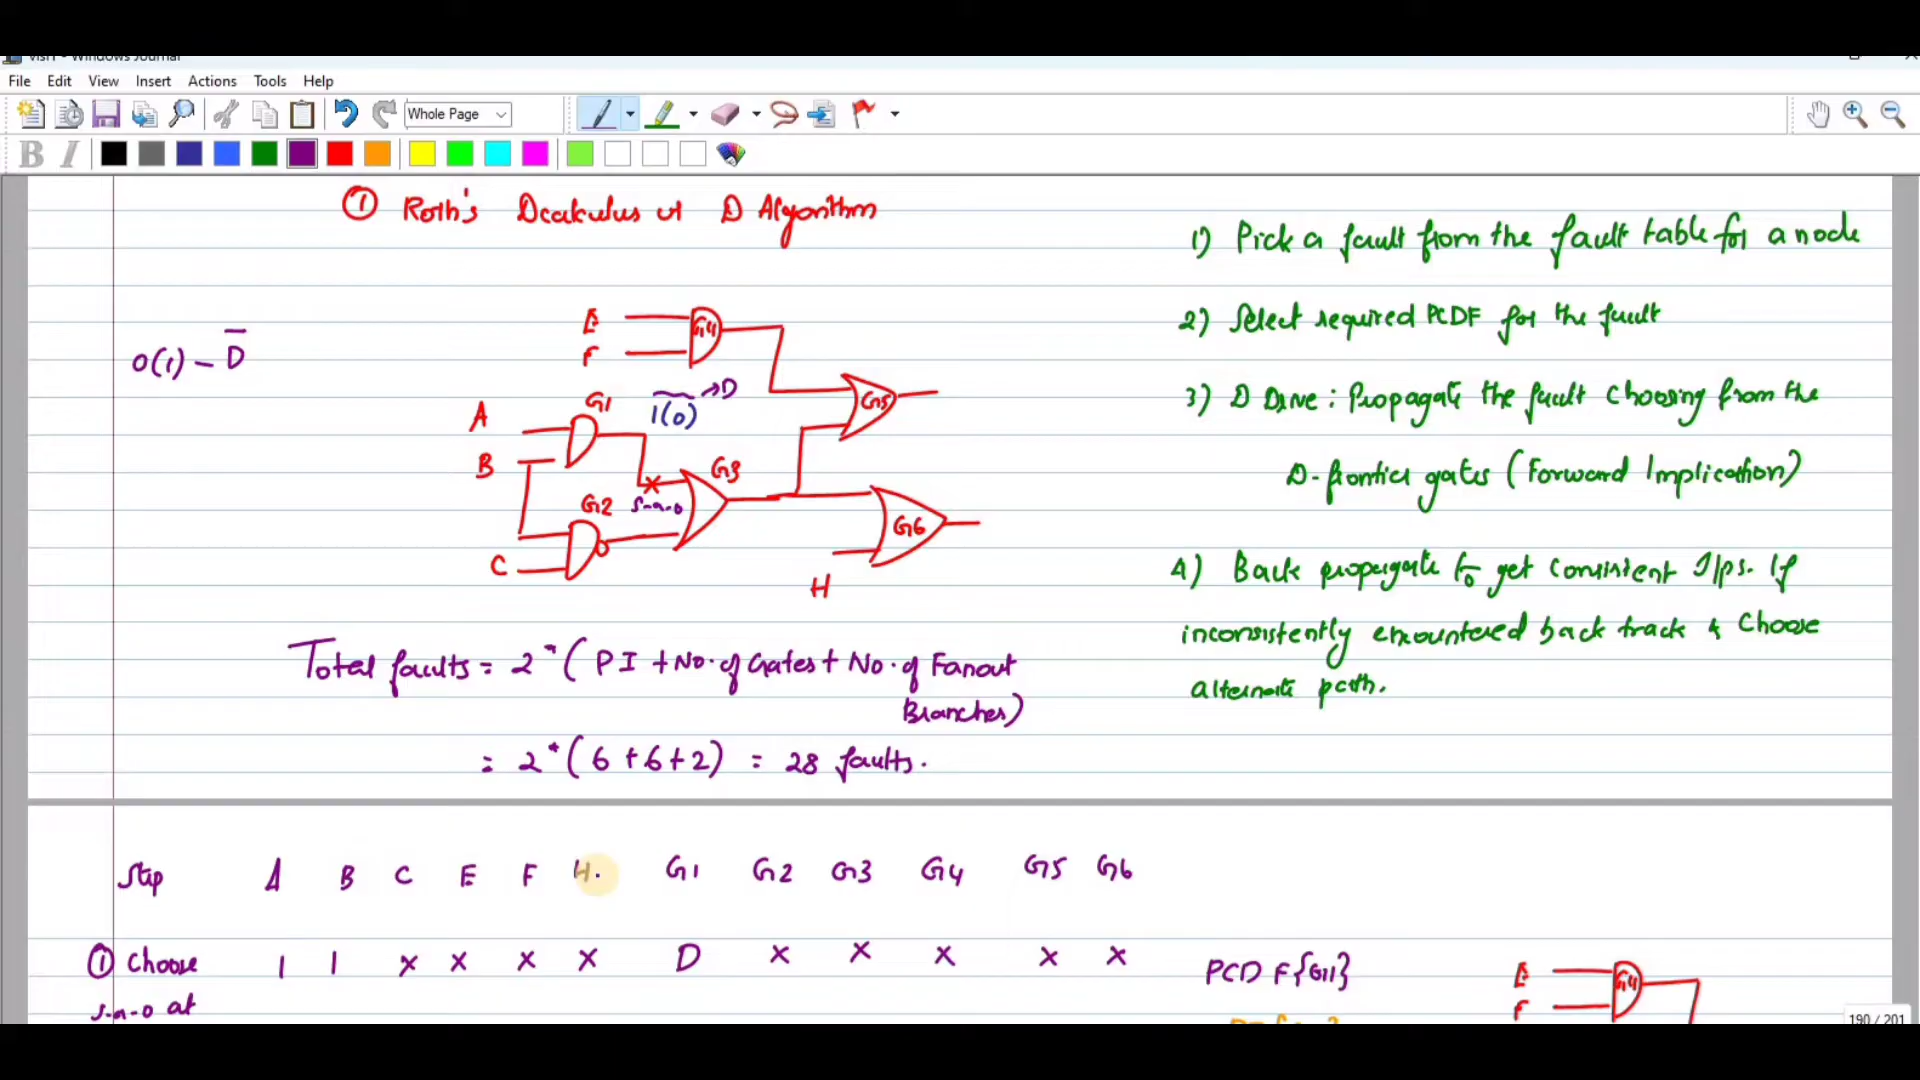 File Edit View Insert Actions Tools Help
Whole Page
B I
① Roth's Dcalculus or D Algorithm
1) Pick a fault from the fault table for a node
2) Select required PCDF for the fault
3) D Drive : Propagate the fault choosing from the
D-frontier gates (Forward Implication)
4) Back propagate to get consistent I/ps. If
inconsistently encountered back track & choose
alternate path.
0(1) – D̅
E
F
G4
G5
A
B
C
G1
1(0) → D
G2
s-a-0
G3
G6
H
Total faults = 2 * ( PI + No. of Gates + No. of Fanout
Branches)
= 2 * ( 6 + 6 + 2 ) = 28 faults.
Step A B C E F H. G1 G2 G3 G4 G5 G6
① Choose 1 1 x x x x D x x x x x PCD F{G1}
s-a-0 at
E
F
G4
190 / 201